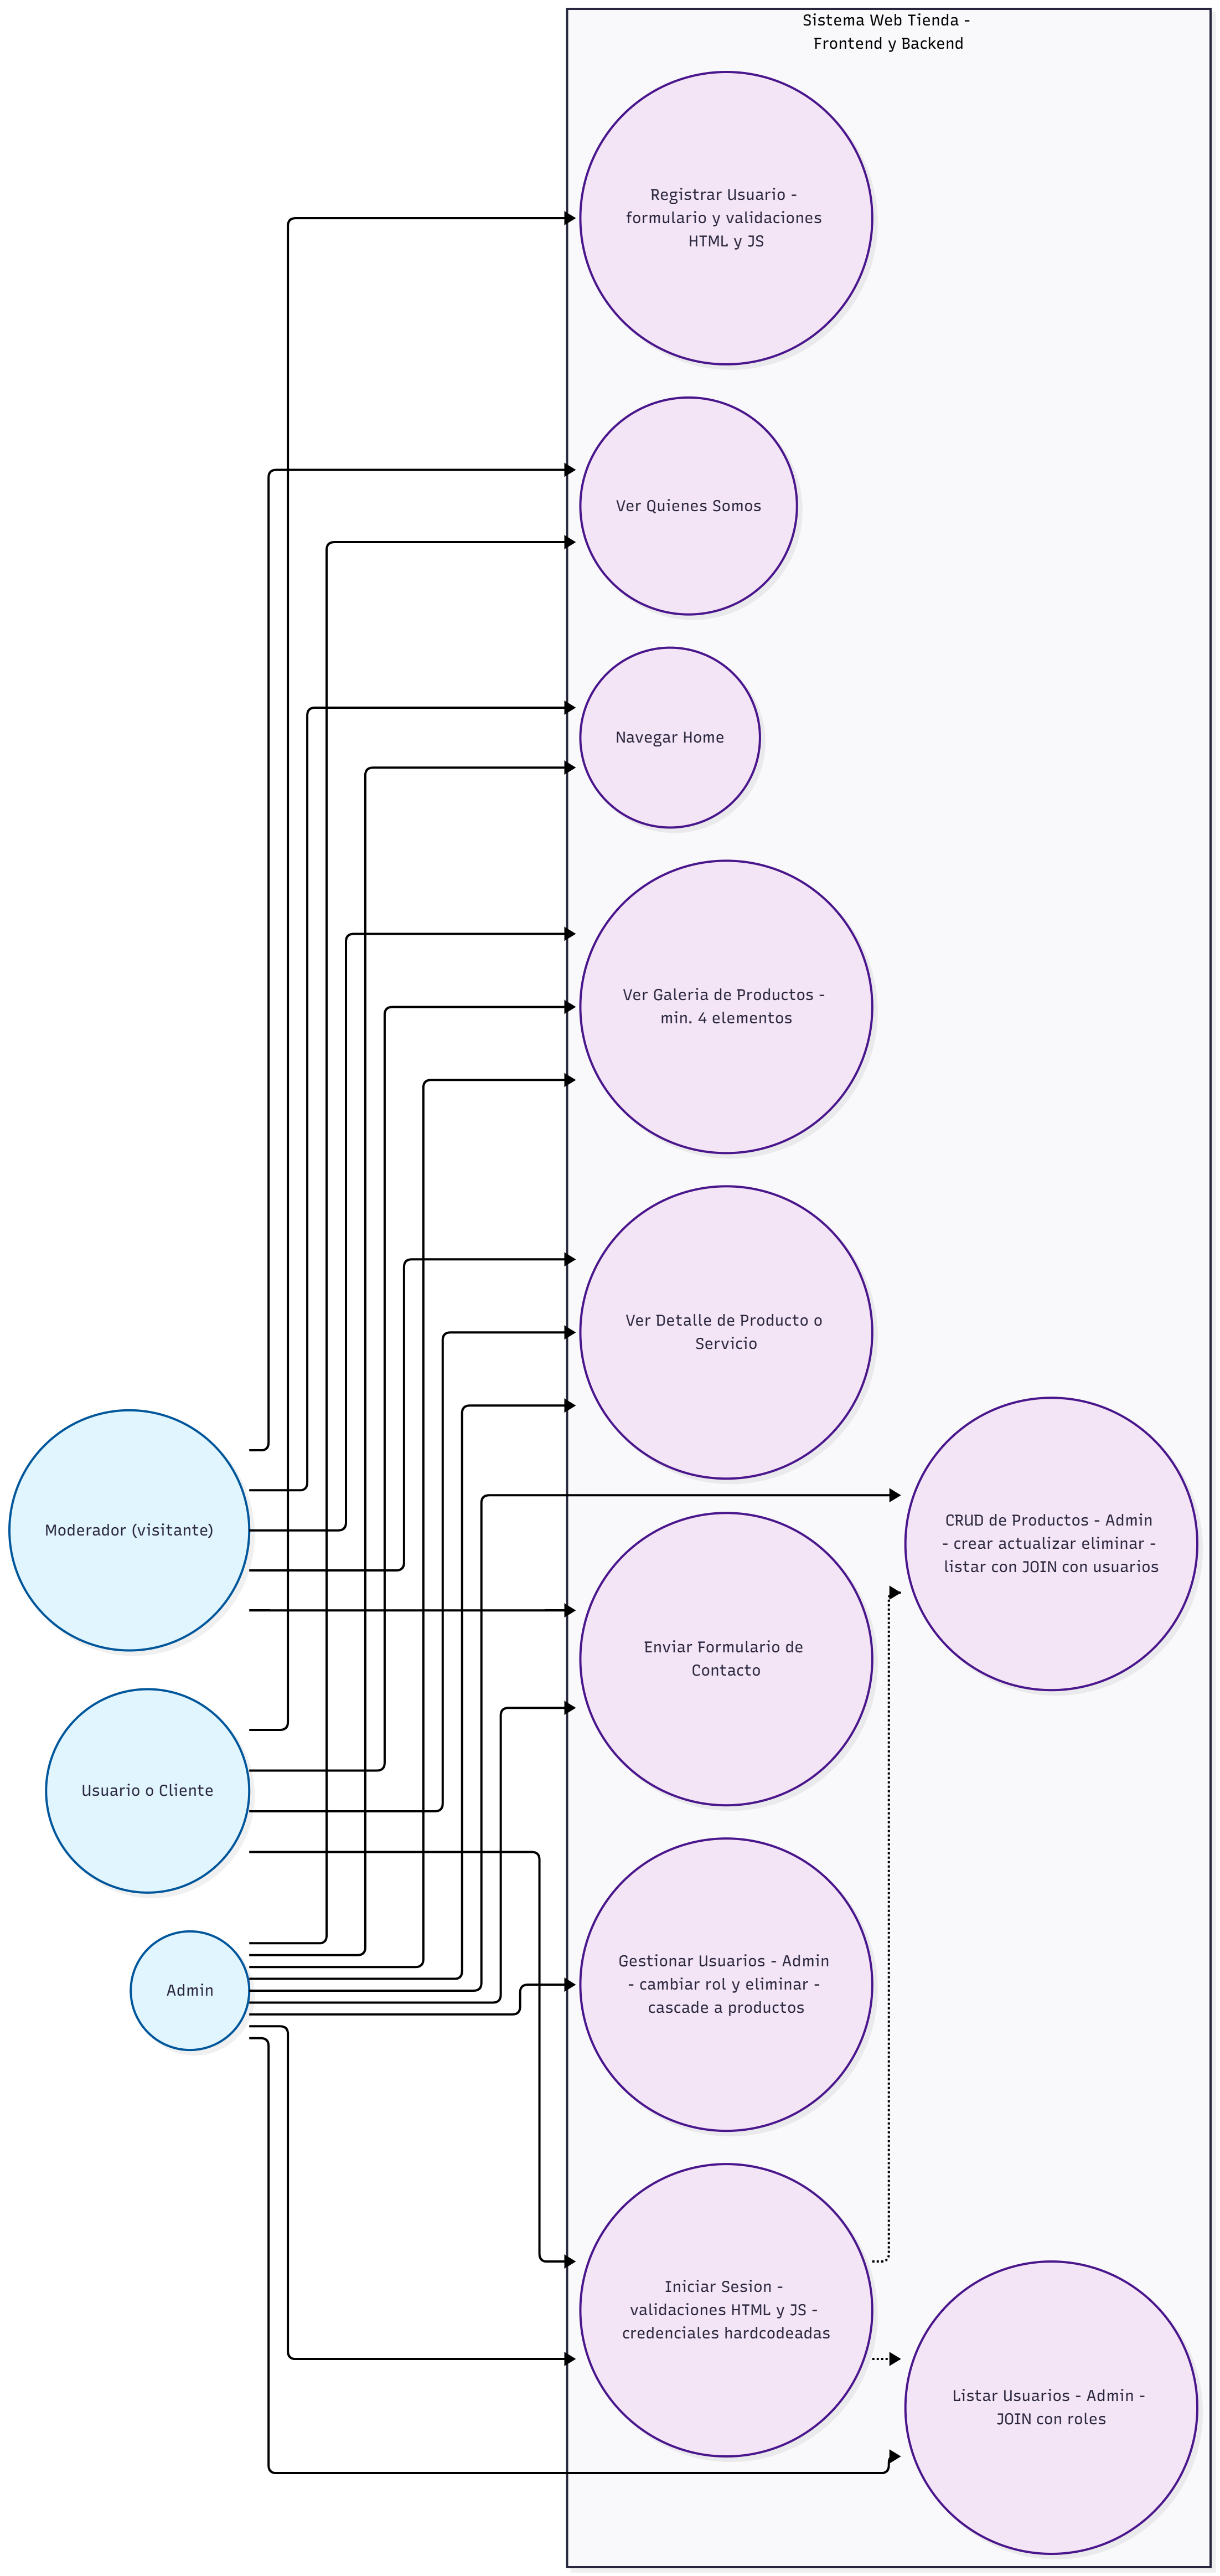 Sistema Web Tienda -
Frontend y Backend
Registrar Usuario -
formulario y validaciones
HTML y JS
Ver Quienes Somos
Navegar Home
Ver Galeria de Productos -
min. 4 elementos
Ver Detalle de Producto o
Servicio
Moderador (visitante)
CRUD de Productos - Admin
- crear actualizar eliminar -
listar con JOIN con usuarios
Enviar Formulario de
Contacto
Usuario o Cliente
Gestionar Usuarios - Admin
- cambiar rol y eliminar -
cascade a productos
Admin
Iniciar Sesion -
validaciones HTML y JS -
credenciales hardcodeadas
Listar Usuarios - Admin -
JOIN con roles